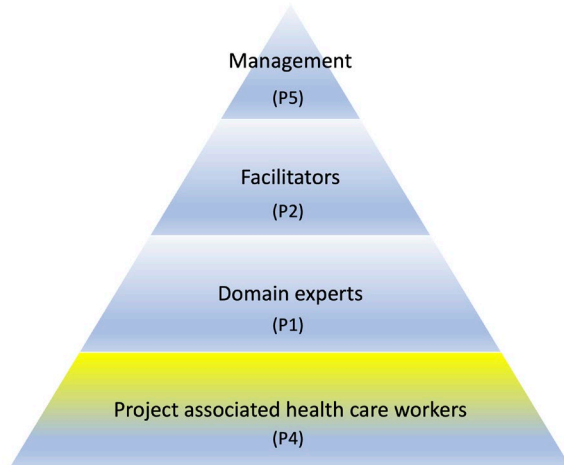 Management
(P5)
Facilitators
(P2)
Domain experts
(P1)
Project associated health care workers
(P4)